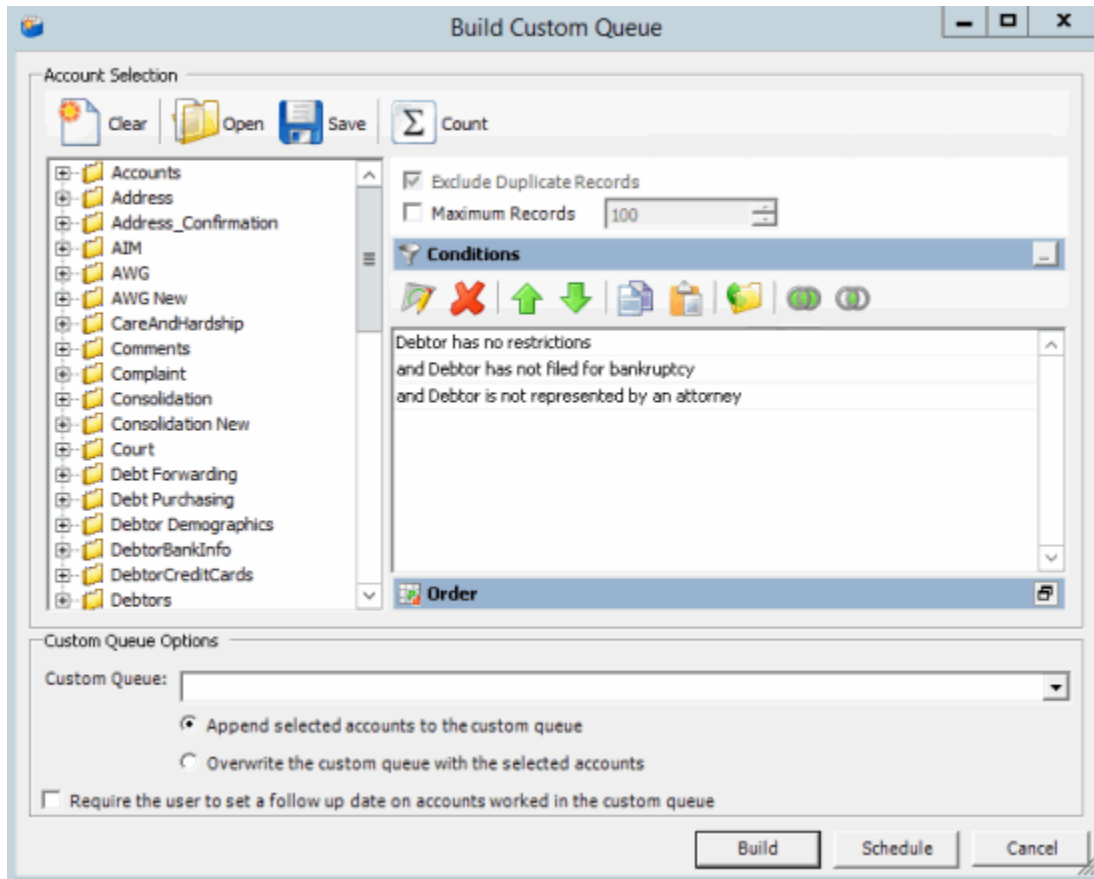 Build Custom Queue
Account Selection
Clear Open Save Σ Count
Accounts
Address
Address_Confirmation
AIM
AWG
AWG New
CareAndHardship
Comments
Complaint
Consolidation
Consolidation New
Court
Debt Forwarding
Debt Purchasing
Debtor Demographics
DebtorBankInfo
DebtorCreditCards
Debtors
Exclude Duplicate Records
Maximum Records 100
Conditions
Debtor has no restrictions
and Debtor has not filed for bankruptcy
and Debtor is not represented by an attorney
Order
Custom Queue Options
Custom Queue:
Append selected accounts to the custom queue
Overwrite the custom queue with the selected accounts
Require the user to set a follow up date on accounts worked in the custom queue
Build Schedule Cancel